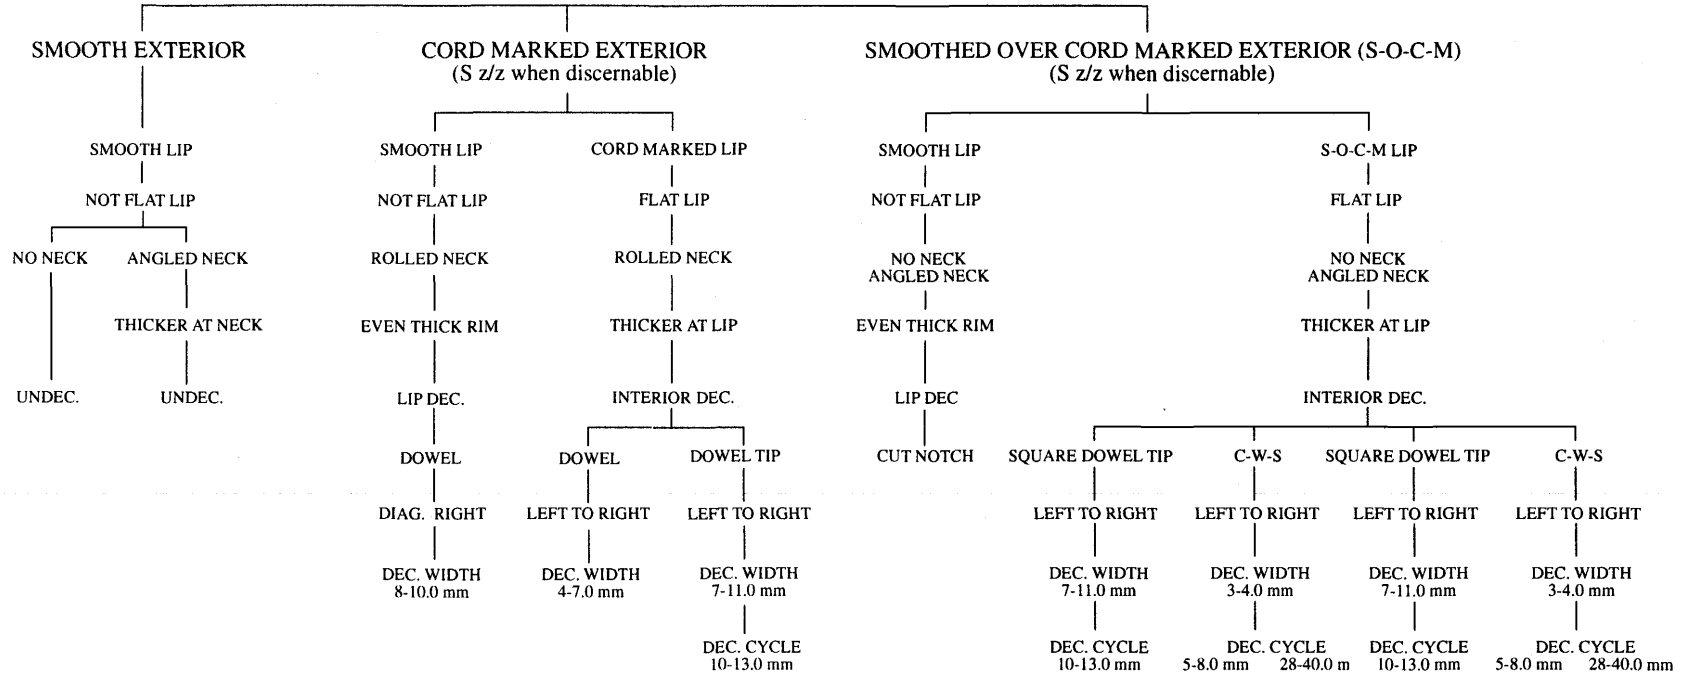 SMOOTH EXTERIOR
CORD MARKED EXTERIOR
SMOOTHED OVER CORD MARKED EXTERIOR (S-O-C-M)
(S z/z when discernable)
(S z/z when discernable)
SMOOTH LIP
SMOOTH LIP
CORD MARKED LIP
SMOOTH LIP
S-O-C-M LIP
NOT FLAT LIP
NOT FLAT LIP
FLAT LIP
NOT FLAT LIP
FLAT LIP
NO NECK
ANGLED NECK
ROLLED NECK
ROLLED NECK
NO NECK
ANGLED NECK
NO NECK
ANGLED NECK
THICKER AT NECK
EVEN THICK RIM
THICKER AT LIP
EVEN THICK RIM
THICKER AT LIP
UNDEC.
UNDEC.
LIP DEC.
INTERIOR DEC.
LIP DEC
INTERIOR DEC.
DOWEL
DOWEL
DOWEL TIP
CUT NOTCH
SQUARE DOWEL TIP
C-W-S
SQUARE DOWEL TIP
C-W-S
DIAG. RIGHT
LEFT TO RIGHT
LEFT TO RIGHT
LEFT TO RIGHT
LEFT TO RIGHT
LEFT TO RIGHT
LEFT TO RIGHT
DEC. WIDTH
8-10.0 mm
DEC. WIDTH
4-7.0 mm
DEC. WIDTH
7-11.0 mm
DEC. WIDTH
7-11.0 mm
DEC. WIDTH
3-4.0 mm
DEC. WIDTH
7-11.0 mm
DEC. WIDTH
3-4.0 mm
DEC. CYCLE
10-13.0 mm
DEC. CYCLE
10-13.0 mm
DEC. CYCLE
5-8.0 mm 28-40.0 m
DEC. CYCLE
10-13.0 mm
DEC. CYCLE
5-8.0 mm 28-40.0 mm